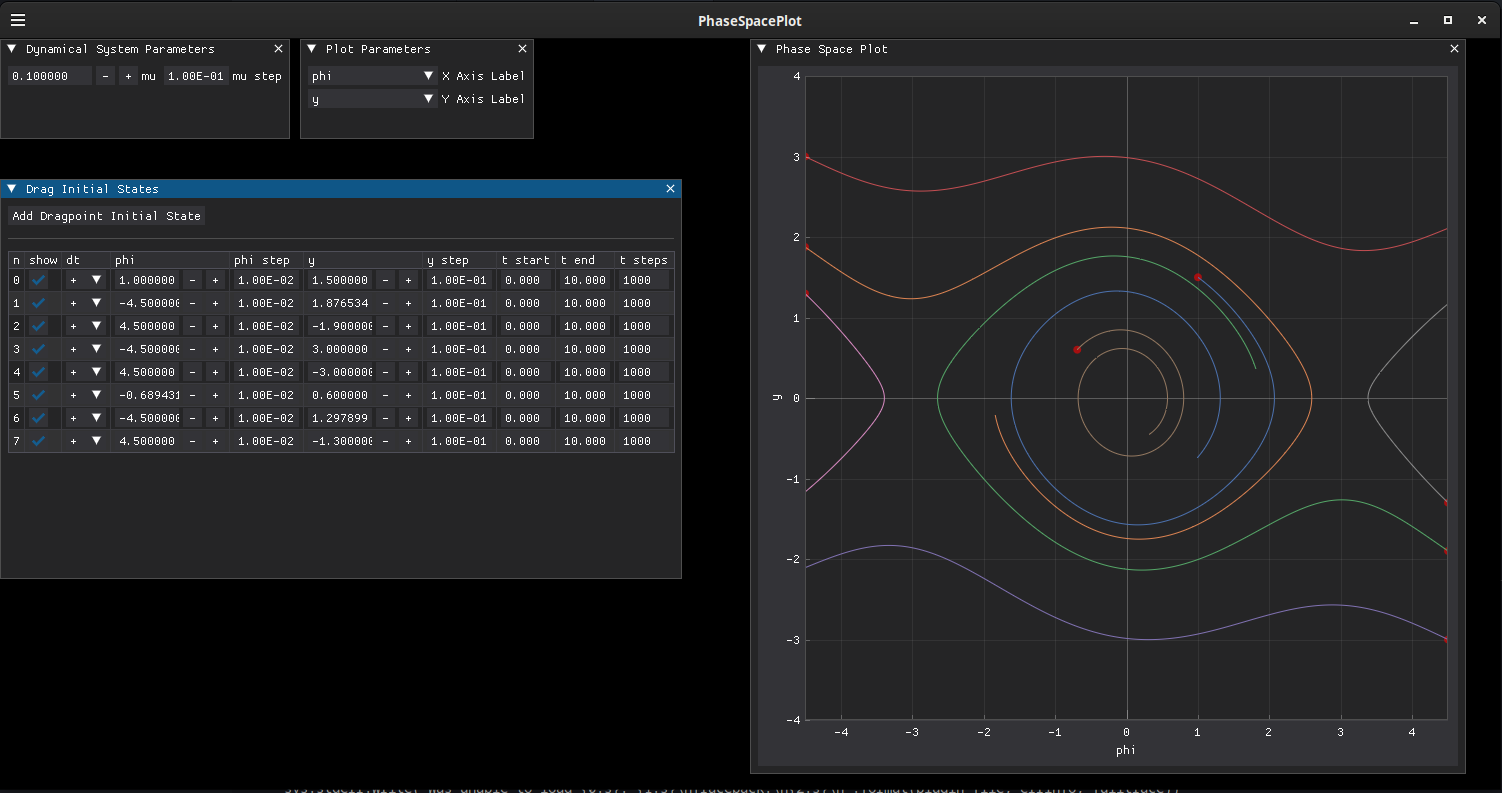 PhaseSpacePlot
Dynamical System Parameters
0.100000 - + mu 1.00E-01 mu step
Plot Parameters
phi X Axis Label
y Y Axis Label
Drag Initial States
Add Dragpoint Initial State
n show dt phi phi step y y step t start t end t steps
0 + 1.000000 - + 1.00E-02 1.500000 - + 1.00E-01 0.000 10.000 1000
1 + -4.500000 - + 1.00E-02 1.876534 - + 1.00E-01 0.000 10.000 1000
2 + 4.500000 - + 1.00E-02 -1.900000 - + 1.00E-01 0.000 10.000 1000
3 + -4.500000 - + 1.00E-02 3.000000 - + 1.00E-01 0.000 10.000 1000
4 + 4.500000 - + 1.00E-02 -3.000000 - + 1.00E-01 0.000 10.000 1000
5 + -0.689431 - + 1.00E-02 0.600000 - + 1.00E-01 0.000 10.000 1000
6 + -4.500000 - + 1.00E-02 1.297899 - + 1.00E-01 0.000 10.000 1000
7 + 4.500000 - + 1.00E-02 -1.300000 - + 1.00E-01 0.000 10.000 1000
Phase Space Plot
4
3
2
1
0
-1
-2
-3
-4
y
-4 -3 -2 -1 0 1 2 3 4
phi